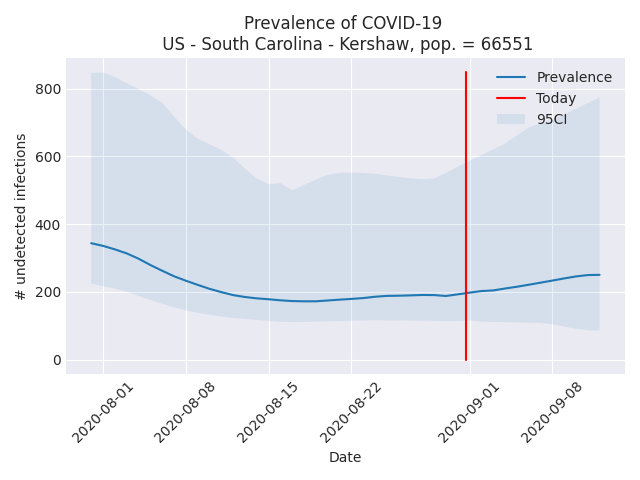 Prevalence of COVID-19
US - South Carolina - Kershaw, pop. = 66551
Prevalence
Today
95CI
# undetected infections
800
600
400
200
0
2020-08-01
2020-08-08
2020-08-15
2020-08-22
2020-09-01
2020-09-08
Date